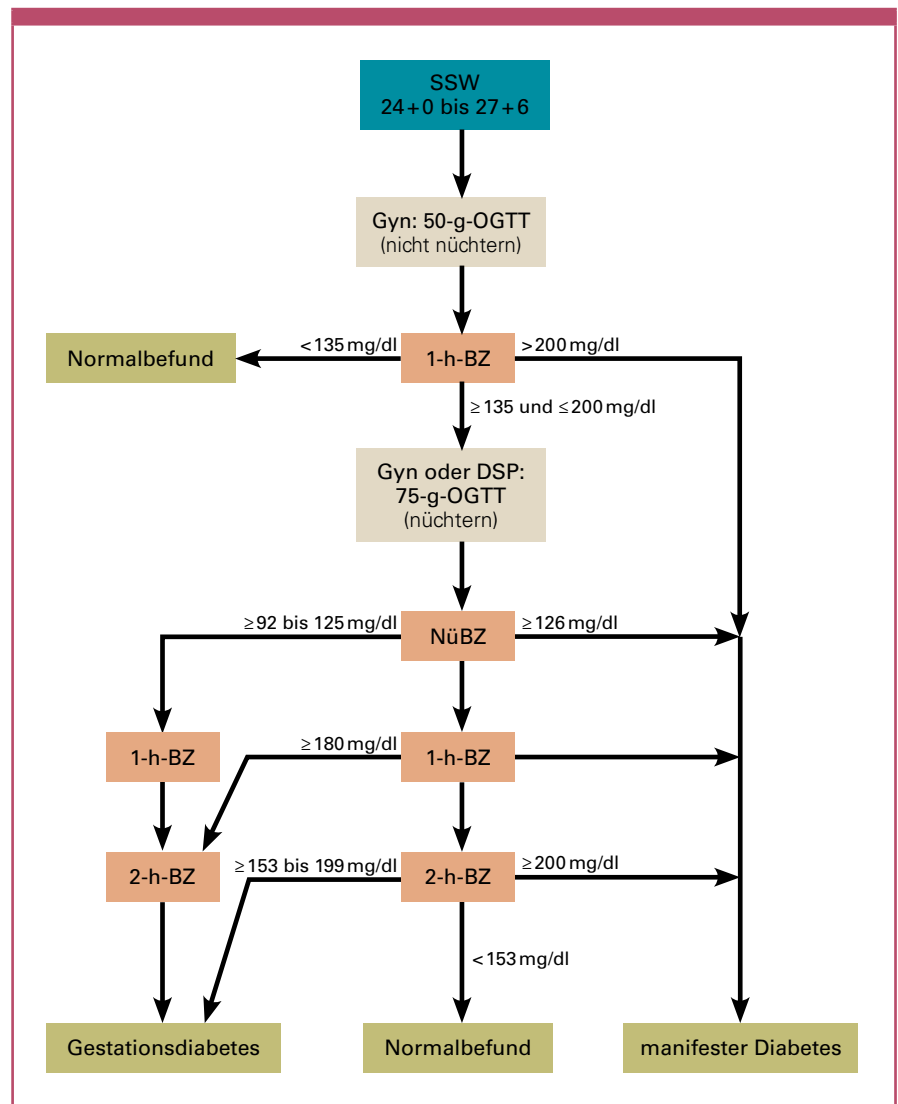 SSW
24+0 bis 27+6
Gyn: 50-g-OGTT
(nicht nüchtern)
Normalbefund
<135 mg/dl
1-h-BZ
>200 mg/dl
≥135 und ≤200 mg/dl
Gyn oder DSP:
75-g-OGTT
(nüchtern)
≥92 bis 125 mg/dl
NüBZ
≥126 mg/dl
1-h-BZ
≥180 mg/dl
1-h-BZ
2-h-BZ
≥153 bis 199 mg/dl
2-h-BZ
≥200 mg/dl
<153 mg/dl
Gestationsdiabetes
Normalbefund
manifester Diabetes